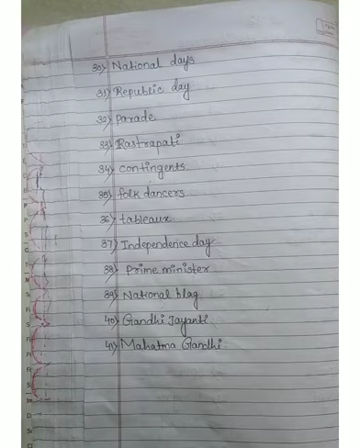 30) National days
31) Republic day
32) Parade
33) Rastrapati
34) contingents
35) folk dancers
36) tableaux
37) Independence day
38) Prime minister
39) National blag
40) Gandhi Jayanti
41) Mahatma Gandhi